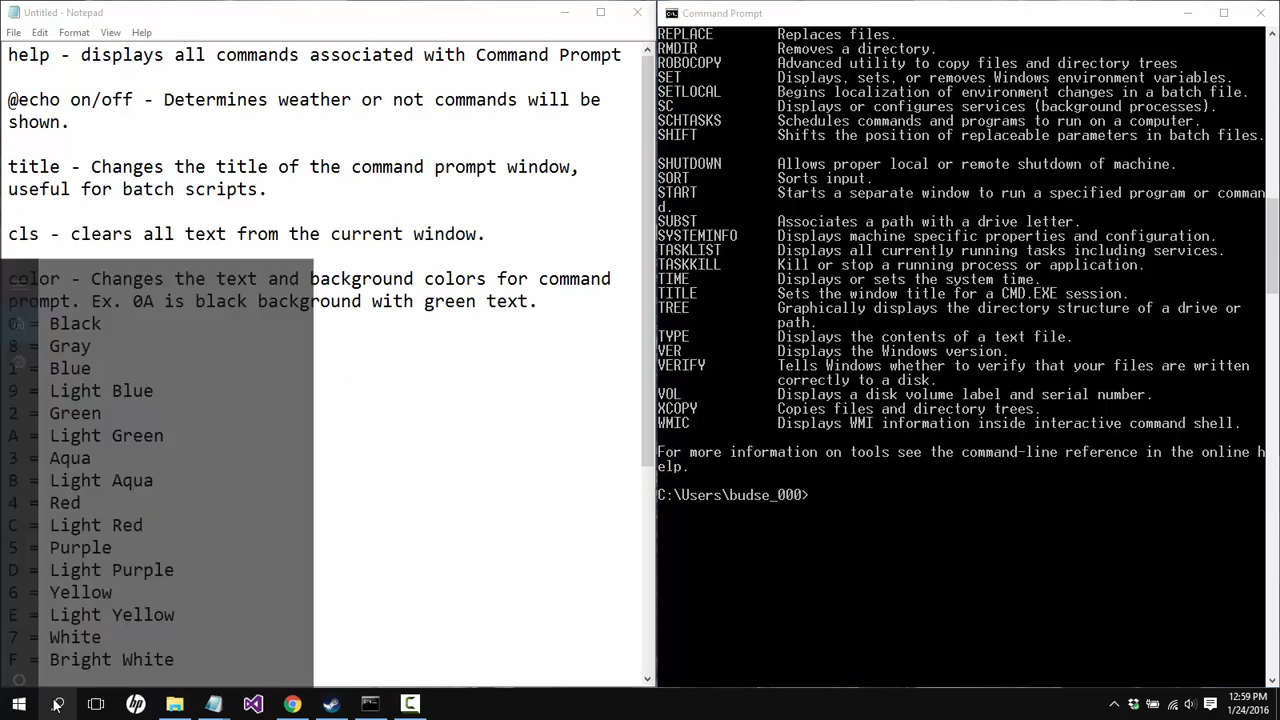 Untitled - Notepad
File Edit Format View Help
help - displays all commands associated with Command Prompt
@echo on/off - Determines weather or not commands will be
shown.
title - Changes the title of the command prompt window,
useful for batch scripts.
cls - clears all text from the current window.
color - Changes the text and background colors for command
prompt. Ex. 0A is black background with green text.
0 = Black
8 = Gray
1 = Blue
9 = Light Blue
2 = Green
A = Light Green
3 = Aqua
B = Light Aqua
4 = Red
C = Light Red
5 = Purple
D = Light Purple
6 = Yellow
E = Light Yellow
7 = White
F = Bright White
Command Prompt
REPLACE Replaces files.
RMDIR Removes a directory.
ROBOCOPY Advanced utility to copy files and directory trees
SET Displays, sets, or removes Windows environment variables.
SETLOCAL Begins localization of environment changes in a batch file.
SC Displays or configures services (background processes).
SCHTASKS Schedules commands and programs to run on a computer.
SHIFT Shifts the position of replaceable parameters in batch files.
SHUTDOWN Allows proper local or remote shutdown of machine.
SORT Sorts input.
START Starts a separate window to run a specified program or comman
d.
SUBST Associates a path with a drive letter.
SYSTEMINFO Displays machine specific properties and configuration.
TASKLIST Displays all currently running tasks including services.
TASKKILL Kill or stop a running process or application.
TIME Displays or sets the system time.
TITLE Sets the window title for a CMD.EXE session.
TREE Graphically displays the directory structure of a drive or
path.
TYPE Displays the contents of a text file.
VER Displays the Windows version.
VERIFY Tells Windows whether to verify that your files are written
correctly to a disk.
VOL Displays a disk volume label and serial number.
XCOPY Copies files and directory trees.
WMIC Displays WMI information inside interactive command shell.
For more information on tools see the command-line reference in the online h
elp.
C:\Users\budse_000>
12:59 PM
1/24/2016